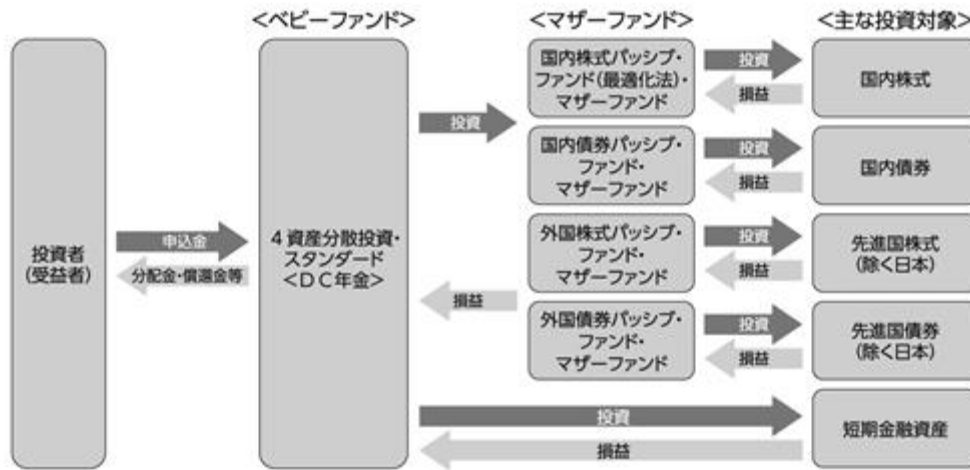 <ベビーファンド>
<マザーファンド>
<主な投資対象>
投資者
(受益者)
申込金
分配金・償還金等
4資産分散投資・
スタンダード
<DC年金>
投資
損益
国内株式パッシブ・
ファンド(最適化法)・
マザーファンド
投資
損益
国内株式
国内債券パッシブ・
ファンド・
マザーファンド
投資
損益
国内債券
外国株式パッシブ・
ファンド・
マザーファンド
投資
損益
先進国株式
(除く日本)
外国債券パッシブ・
ファンド・
マザーファンド
投資
損益
先進国債券
(除く日本)
投資
損益
短期金融資産